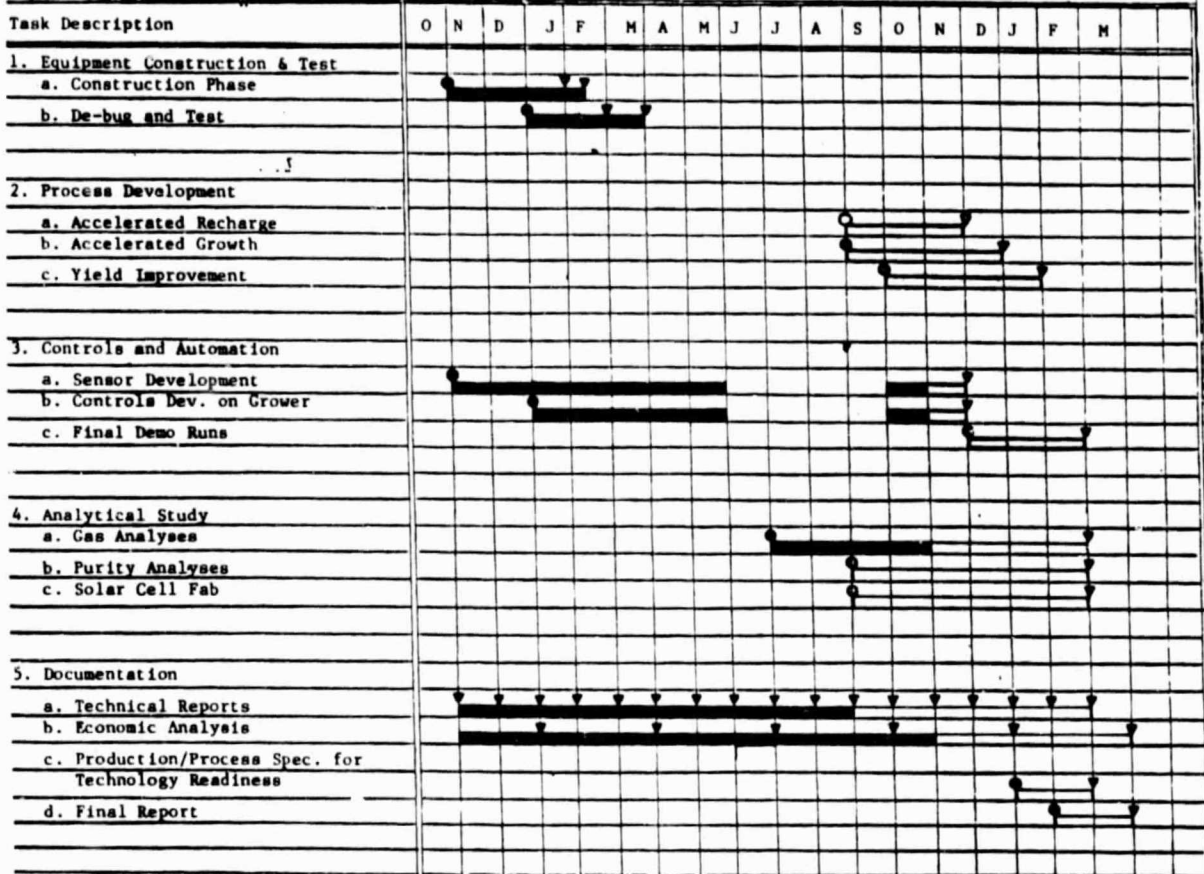 Task Description O N D J F M A M J J A S O N D J F M
1. Equipment Construction & Test
a. Construction Phase
b. De-bug and Test
2. Process Development
a. Accelerated Recharge
b. Accelerated Growth
c. Yield Improvement
3. Controls and Automation
a. Sensor Development
b. Controls Dev. on Grower
c. Final Demo Runs
4. Analytical Study
a. Gas Analyses
b. Purity Analyses
c. Solar Cell Fab
5. Documentation
a. Technical Reports
b. Economic Analysis
c. Production/Process Spec. for
Technology Readiness
d. Final Report